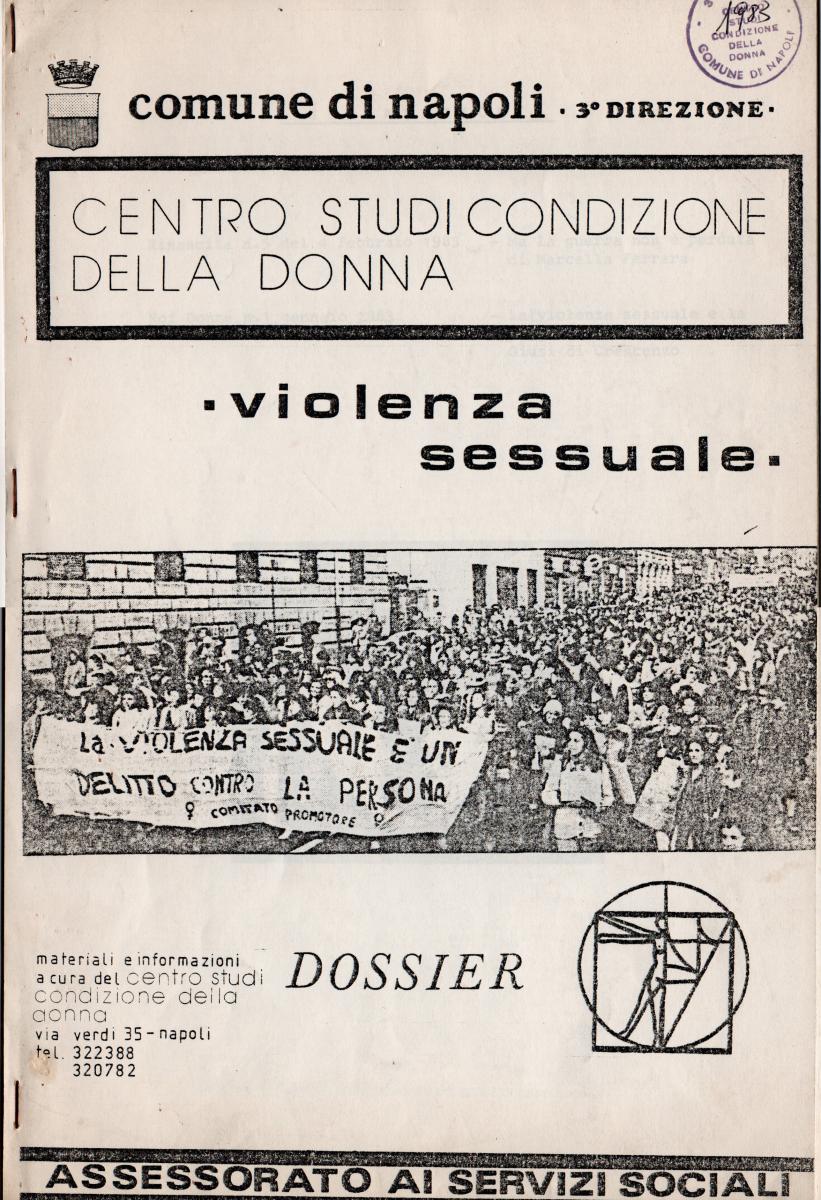 1983
STUDI
CONDIZIONE
DELLA
DONNA
COMUNE DI NAPOLI
comune di napoli · 3° DIREZIONE ·
CENTRO STUDI CONDIZIONE
DELLA DONNA
· violenza
sessuale ·
La VIOLENZA SESSUALE E' UN
DELITTO CONTRO LA PERSONA
♀ COMITATO PROMOTORE ♀
materiali e informazioni
a cura del centro studi
condizione della
donna
via verdi 35-napoli
tel. 322388
320782
DOSSIER
ASSESSORATO AI SERVIZI SOCIALI